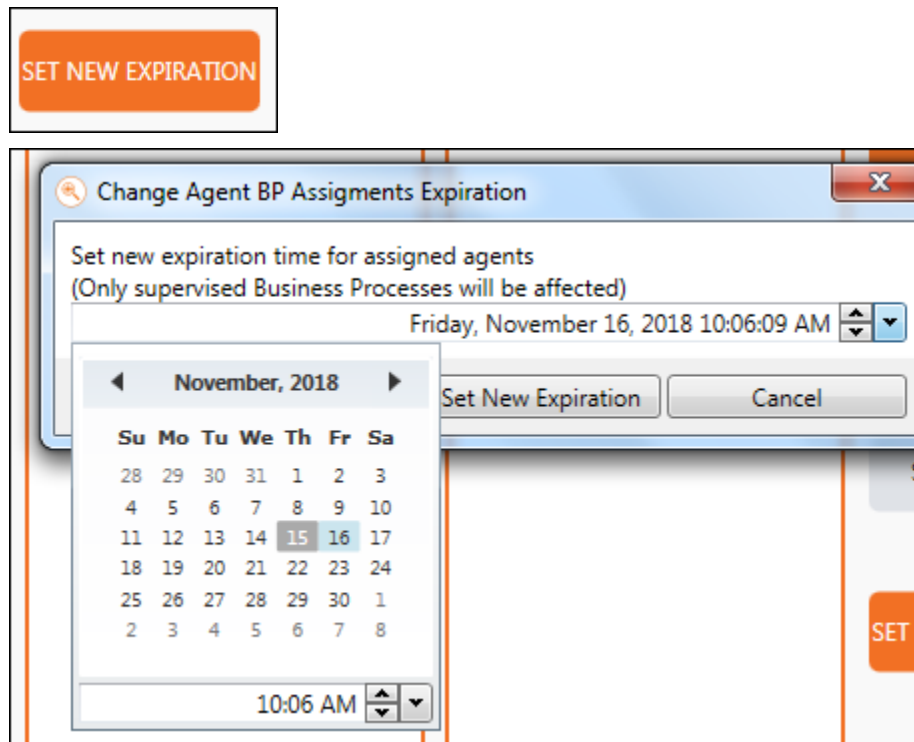 SET NEW EXPIRATION
Change Agent BP Assigments Expiration
X
Set new expiration time for assigned agents
(Only supervised Business Processes will be affected)
Friday, November 16, 2018 10:06:09 AM
Set New Expiration Cancel
November, 2018
Su Mo Tu We Th Fr Sa
28 29 30 31 1 2 3
4 5 6 7 8 9 10
11 12 13 14 15 16 17
18 19 20 21 22 23 24
25 26 27 28 29 30 1
2 3 4 5 6 7 8
SET
10:06 AM